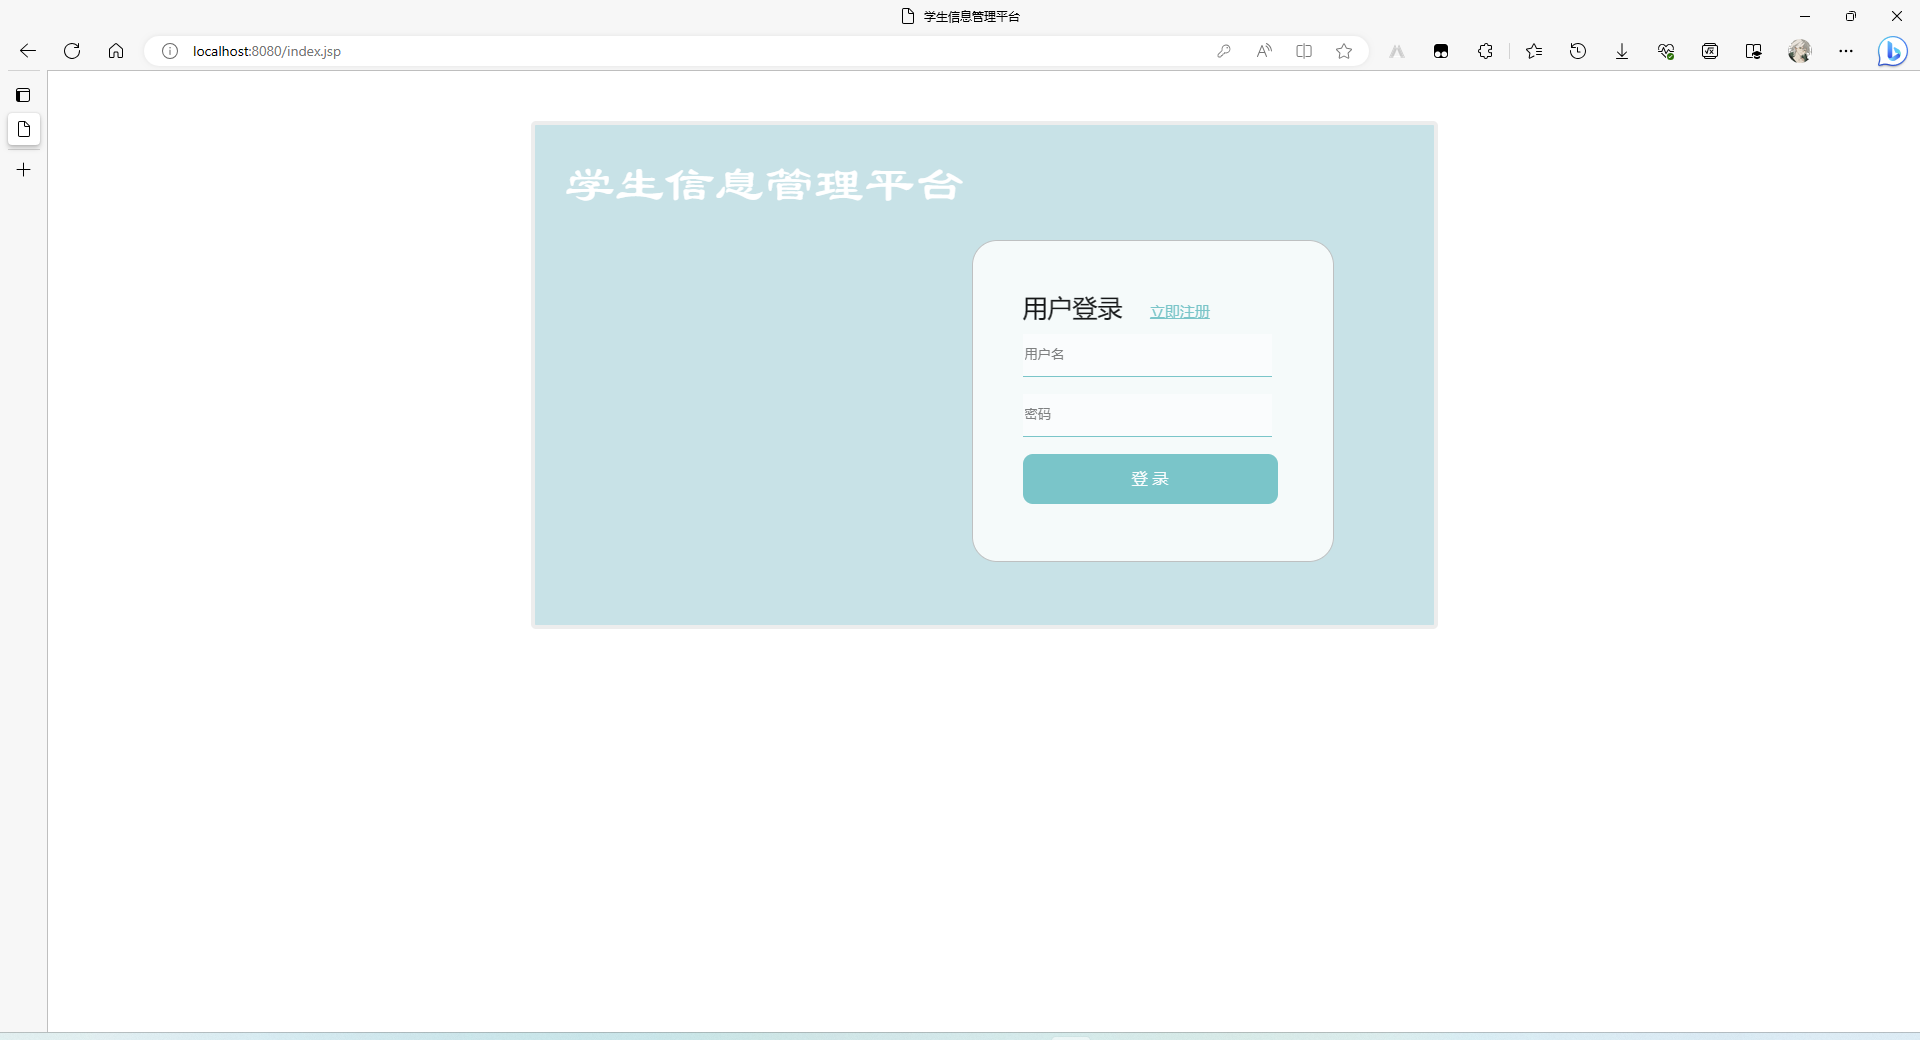 学生信息管理平台
localhost:8080/index.jsp
学生信息管理平台
用户登录 立即注册
用户名
密码
登 录